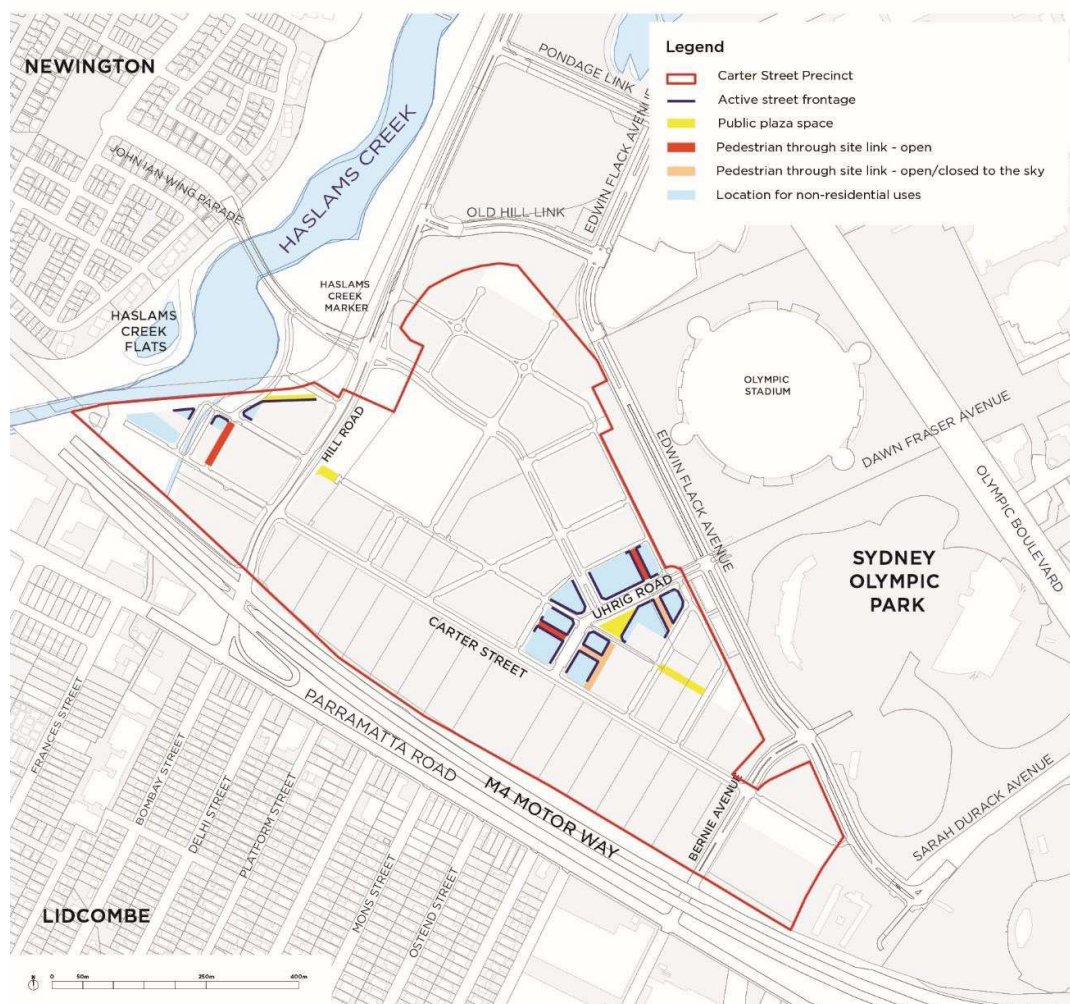 NEWINGTON
HASLAMS CREEK
JOHN IAN WING PARADE
HASLAMS
CREEK
FLATS
HASLAMS
CREEK
MARKER
PONDAGE LINK
EDWIN FLACK AVENUE
OLD HILL LINK
Legend
Carter Street Precinct
Active street frontage
Public plaza space
Pedestrian through site link - open
Pedestrian through site link - open/closed to the sky
Location for non-residential uses
OLYMPIC
STADIUM
DAWN FRASER AVENUE
OLYMPIC BOULEVARD
EDWIN FLACK AVENUE
HILL ROAD
SYDNEY
OLYMPIC
PARK
UHRIG ROAD
CARTER STREET
PARRAMATTA ROAD
M4 MOTOR WAY
BERNIE AVENUE
SARAH DURACK AVENUE
FRANCES STREET
BOMBAY STREET
DELHI STREET
PLATFORM STREET
MONS STREET
OSTEND STREET
LIDCOMBE
0 50m 250m 400m